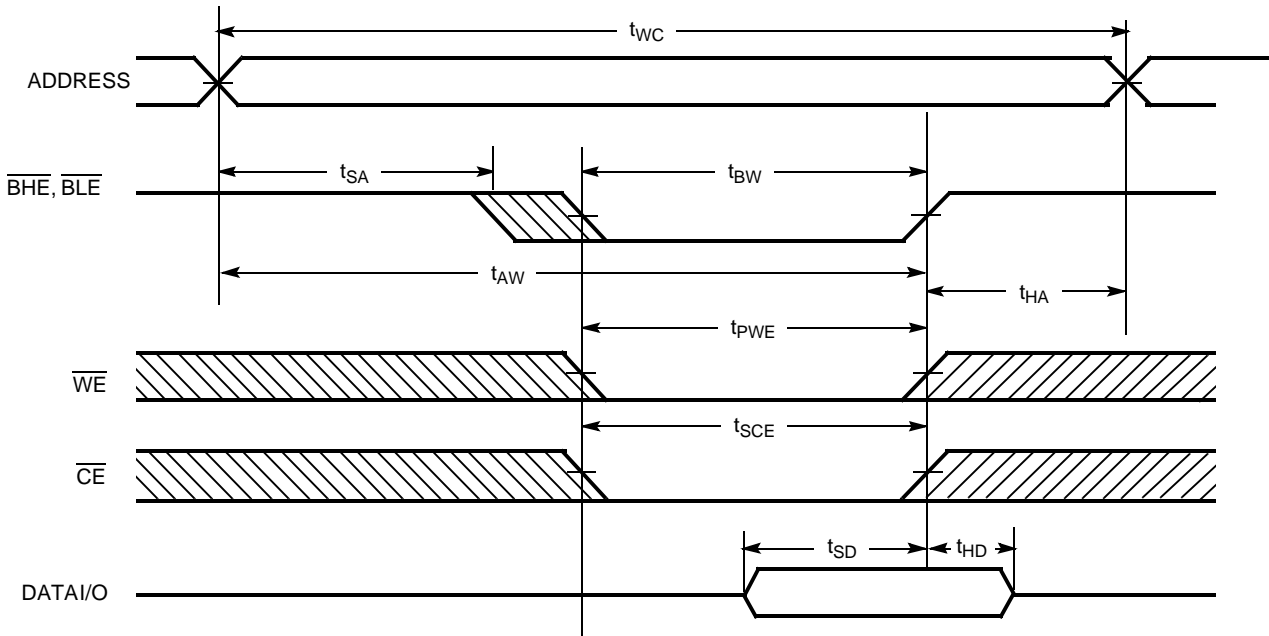 tWC
ADDRESS
tSA
tBW
BHE, BLE
tAW
tHA
tPWE
WE
tSCE
CE
tSD
tHD
DATAI/O